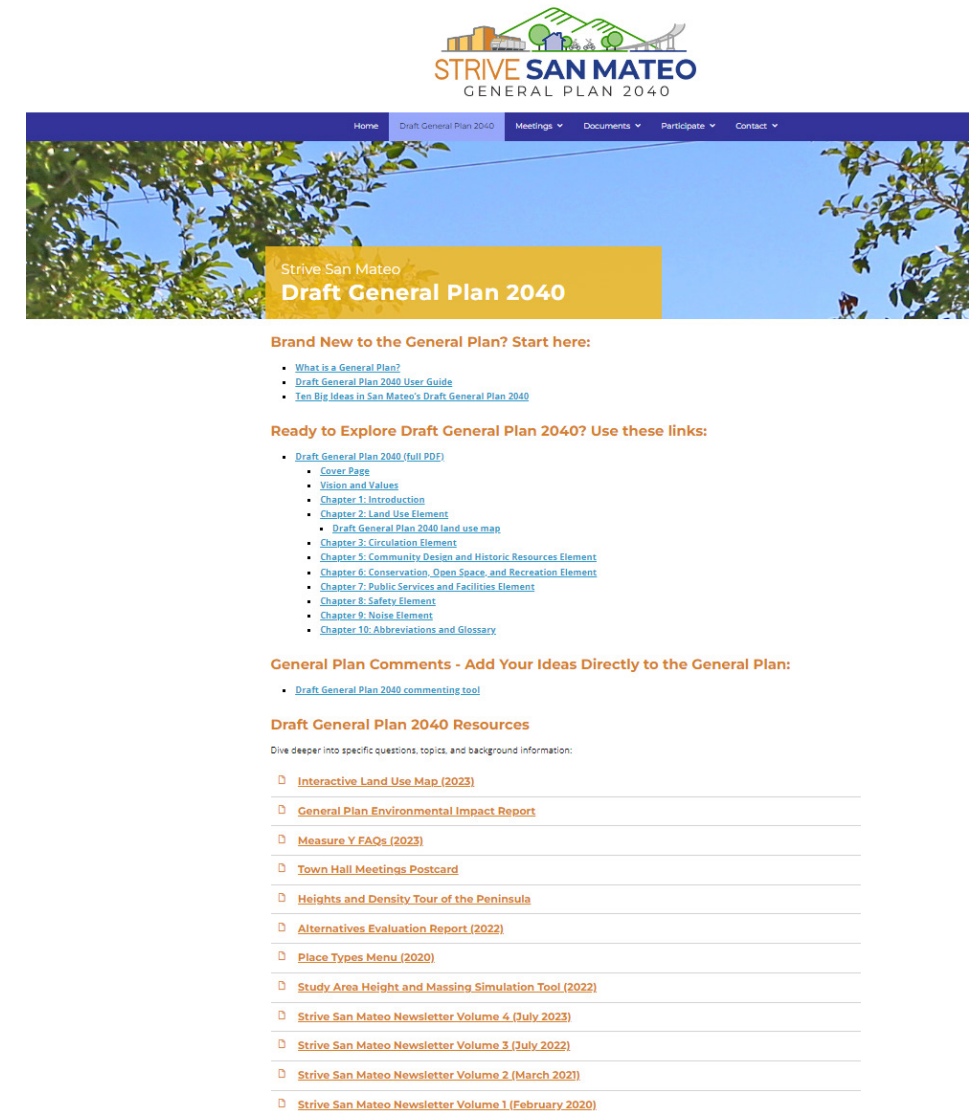 STRIVE SAN MATEO
GENERAL PLAN 2040
Home
Draft General Plan 2040
Meetings
Documents
Participate
Contact
Strive San Mateo
Draft General Plan 2040
Brand New to the General Plan? Start here:
What is a General Plan?
Draft General Plan 2040 User Guide
Ten Big Ideas in San Mateo's Draft General Plan 2040
Ready to Explore Draft General Plan 2040? Use these links:
Draft General Plan 2040 (full PDF)
Cover Page
Vision and Values
Chapter 1: Introduction
Chapter 2: Land Use Element
Draft General Plan 2040 land use map
Chapter 3: Circulation Element
Chapter 5: Community Design and Historic Resources Element
Chapter 6: Conservation, Open Space, and Recreation Element
Chapter 7: Public Services and Facilities Element
Chapter 8: Safety Element
Chapter 9: Noise Element
Chapter 10: Abbreviations and Glossary
General Plan Comments - Add Your Ideas Directly to the General Plan:
Draft General Plan 2040 commenting tool
Draft General Plan 2040 Resources
Dive deeper into specific questions, topics, and background information:
Interactive Land Use Map (2023)
General Plan Environmental Impact Report
Measure Y FAQs (2023)
Town Hall Meetings Postcard
Heights and Density Tour of the Peninsula
Alternatives Evaluation Report (2022)
Place Types Menu (2020)
Study Area Height and Massing Simulation Tool (2022)
Strive San Mateo Newsletter Volume 4 (July 2023)
Strive San Mateo Newsletter Volume 3 (July 2022)
Strive San Mateo Newsletter Volume 2 (March 2021)
Strive San Mateo Newsletter Volume 1 (February 2020)